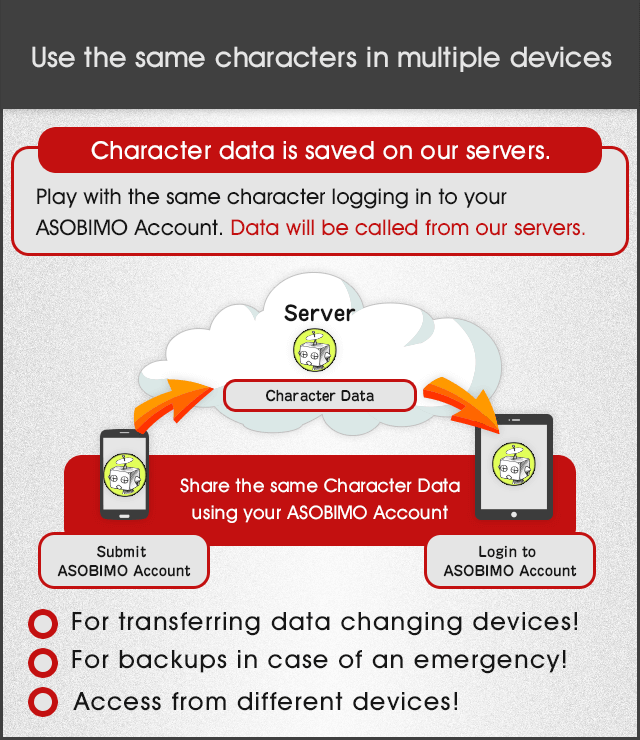 Use the same characters in multiple devices
Character data is saved on our servers.
Play with the same character logging in to your
ASOBIMO Account. Data will be called from our servers.
Server
Character Data
Share the same Character Data
using your ASOBIMO Account
Submit
ASOBIMO Account
Login to
ASOBIMO Account
For transferring data changing devices!
For backups in case of an emergency!
Access from different devices!